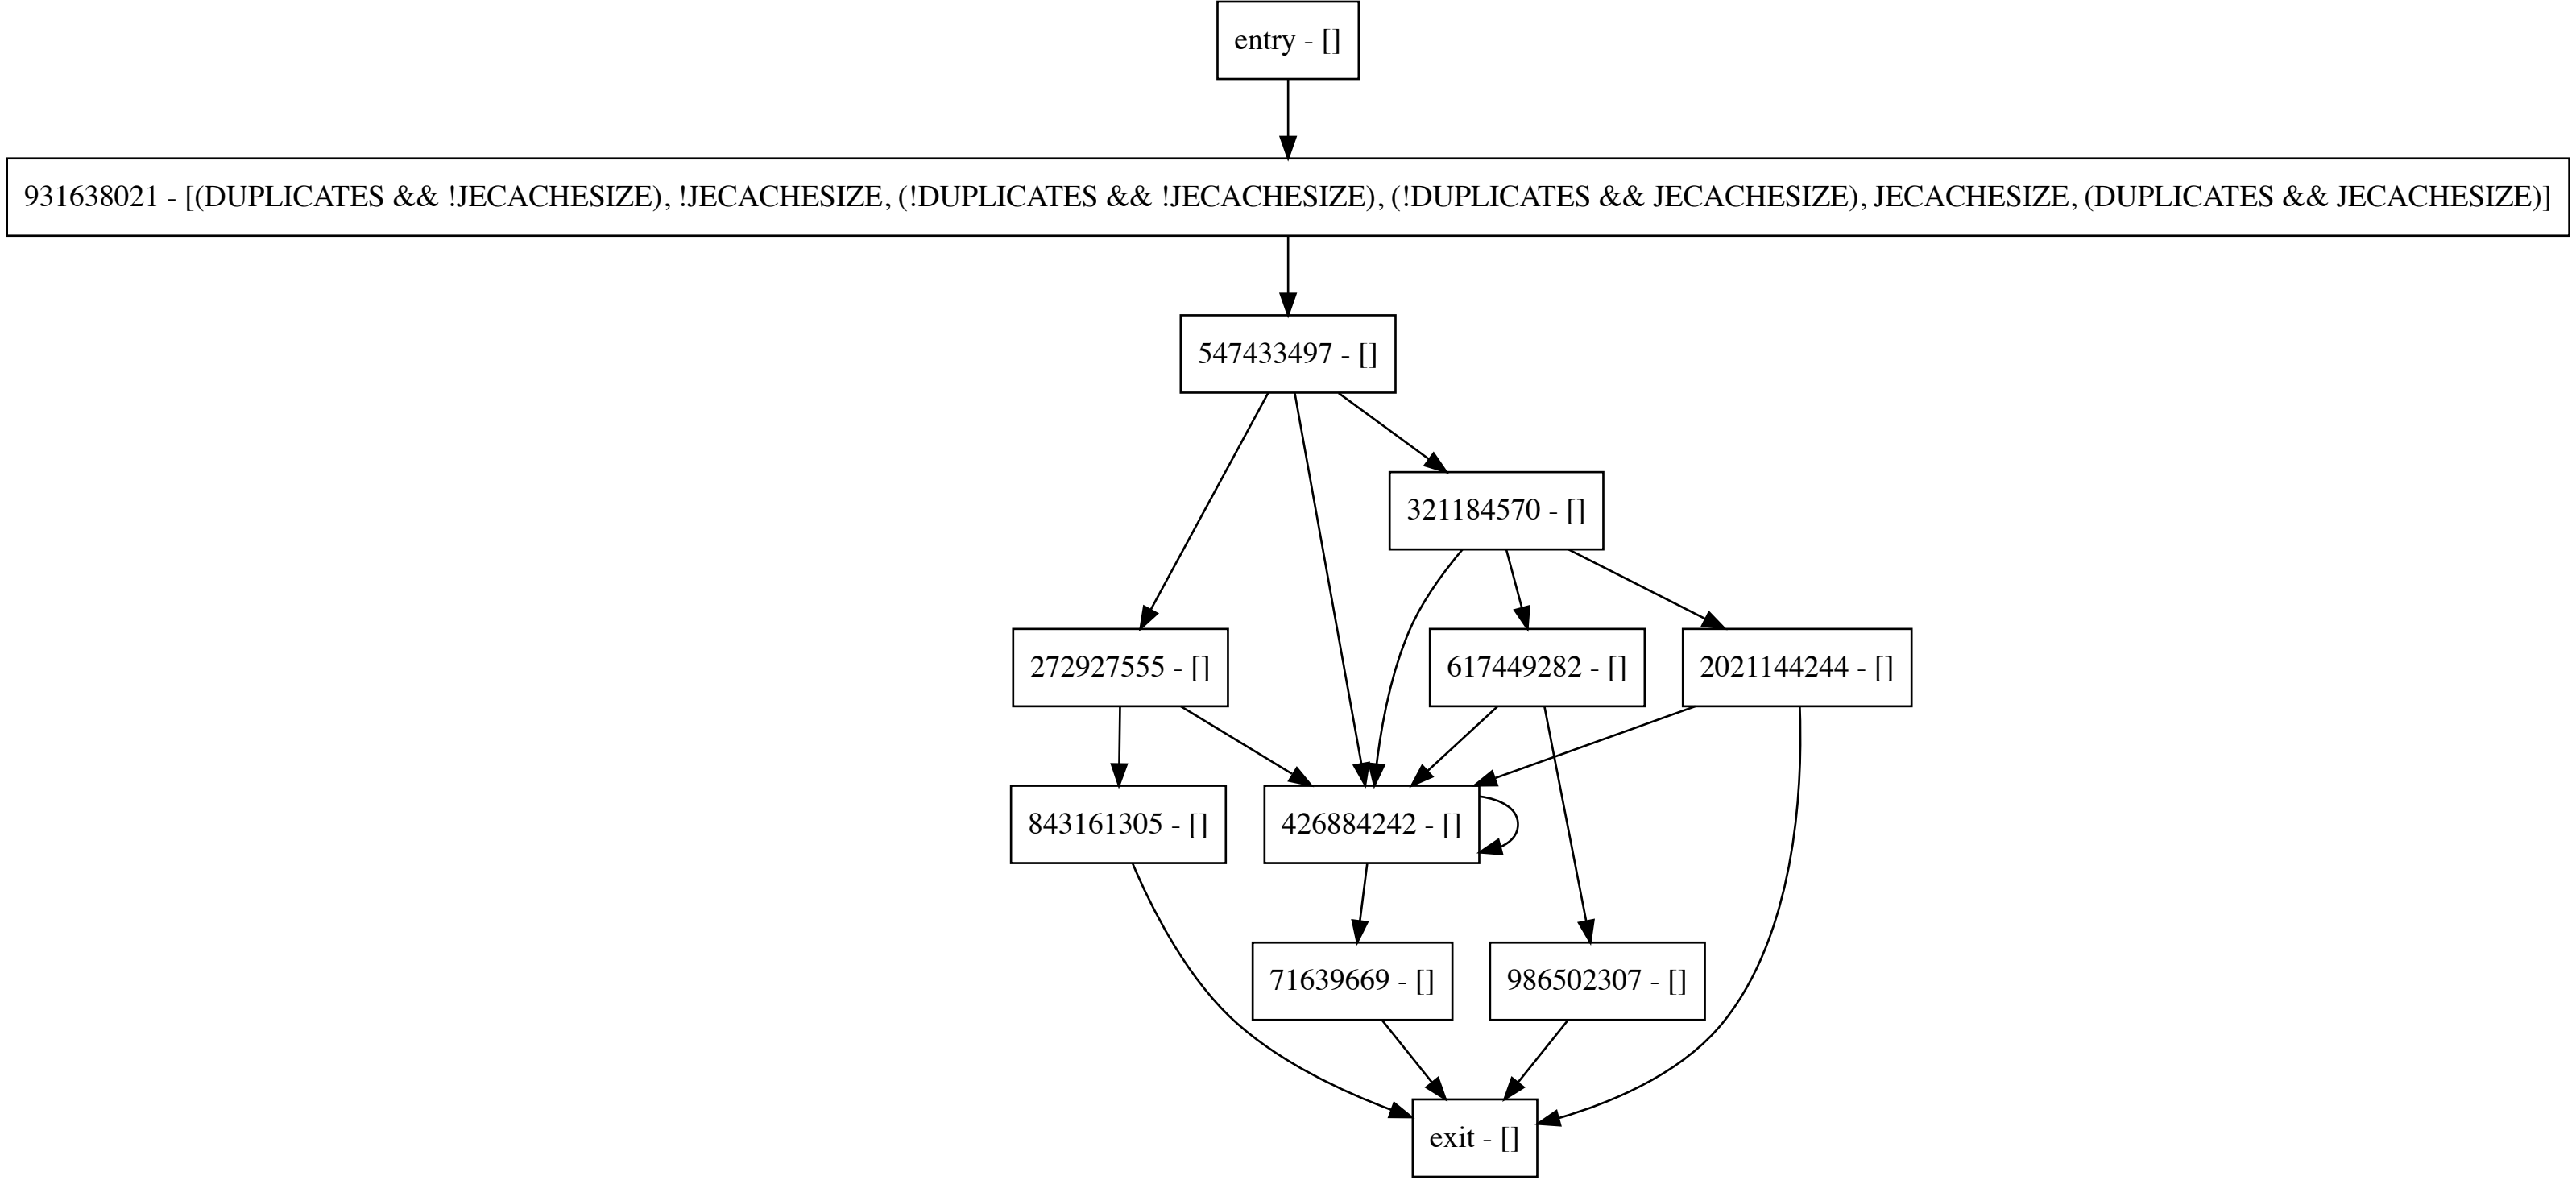 entry - []
931638021 - [(DUPLICATES && !JECACHESIZE), !JECACHESIZE, (!DUPLICATES && !JECACHESIZE), (!DUPLICATES && JECACHESIZE), JECACHESIZE, (DUPLICATES && JECACHESIZE)]
547433497 - []
321184570 - []
272927555 - []
617449282 - []
2021144244 - []
843161305 - []
426884242 - []
71639669 - []
986502307 - []
exit - []